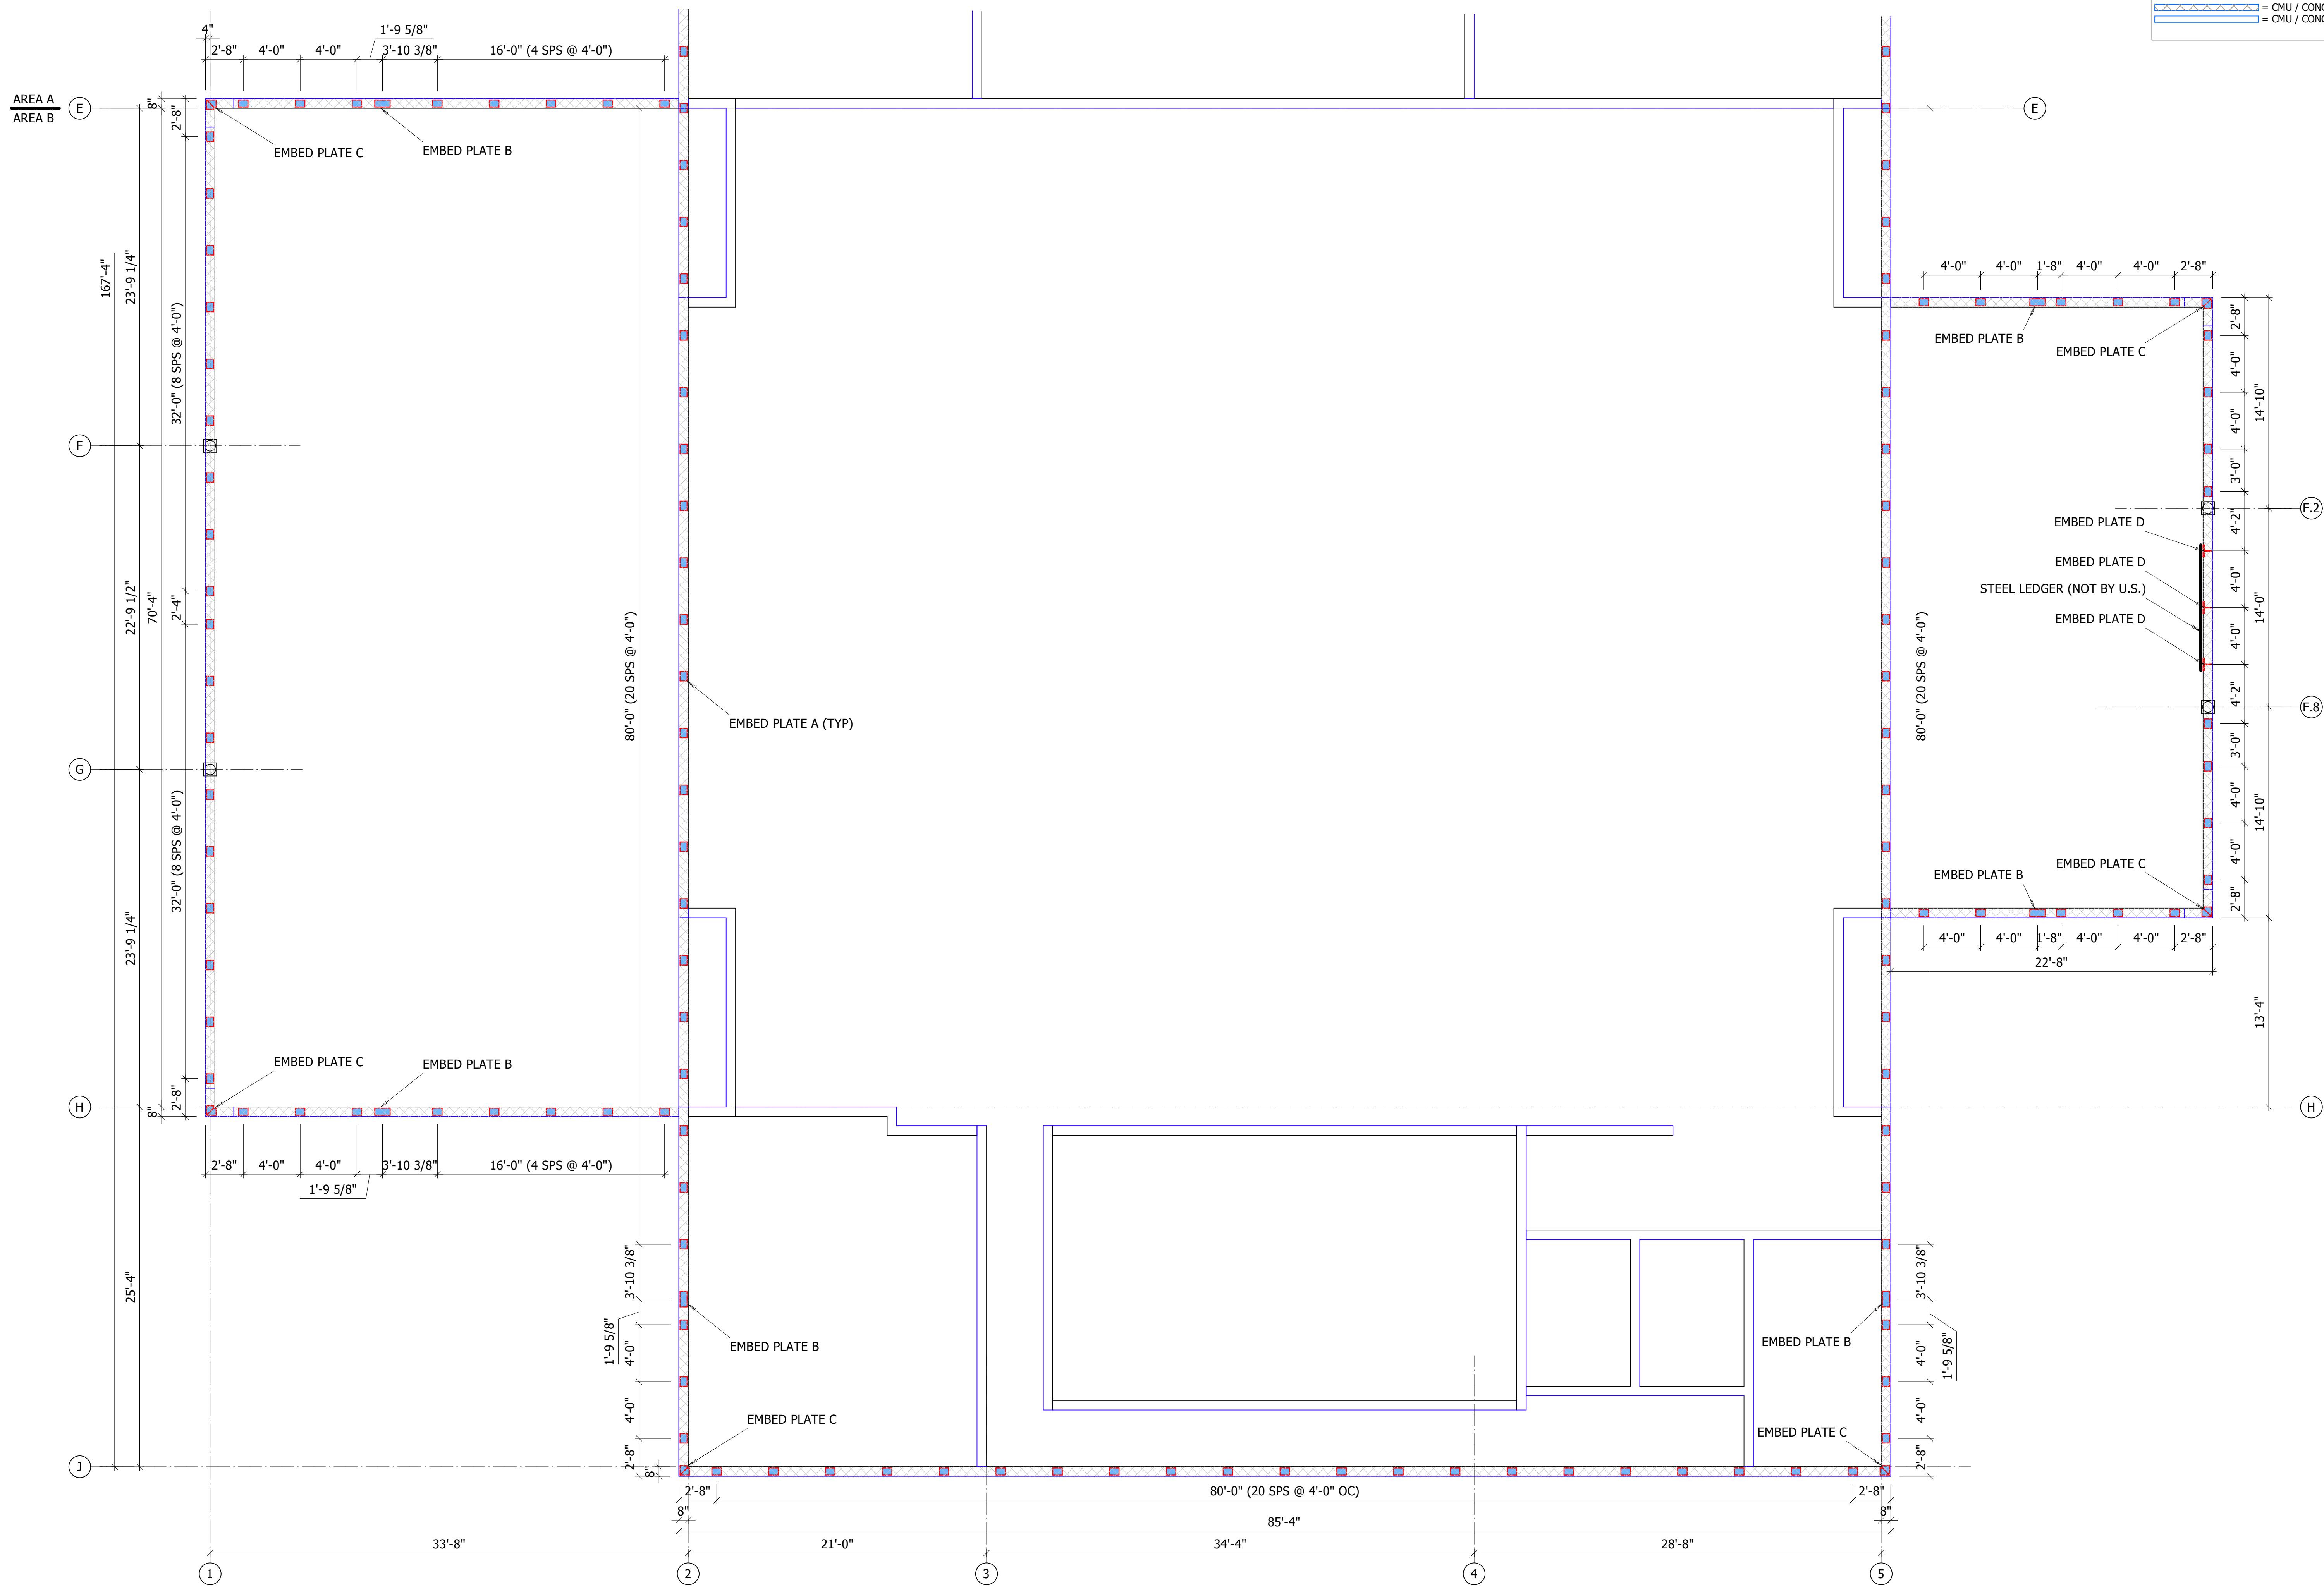 = CMU / CONC
= CMU / CONC
4"
1'-9 5/8"
2'-8" 4'-0" 4'-0" 3'-10 3/8" 16'-0" (4 SPS @ 4'-0")
AREA A
AREA B
E
8"
2'-8"
E
EMBED PLATE C
EMBED PLATE B
167'-4"
23'-9 1/4"
32'-0" (8 SPS @ 4'-0")
4'-0" 4'-0" 1'-8" 4'-0" 4'-0" 2'-8"
EMBED PLATE B
EMBED PLATE C
2'-8"
4'-0"
4'-0"
3'-0"
4'-2"
14'-10"
F
F.2
EMBED PLATE D
EMBED PLATE D
STEEL LEDGER (NOT BY U.S.)
EMBED PLATE D
4'-0"
4'-0"
14'-0"
22'-9 1/2"
70'-4"
2'-4"
80'-0" (20 SPS @ 4'-0")
80'-0" (20 SPS @ 4'-0")
EMBED PLATE A (TYP)
4'-2"
F.8
G
3'-0"
4'-0"
4'-0"
2'-8"
14'-10"
32'-0" (8 SPS @ 4'-0")
23'-9 1/4"
EMBED PLATE C
EMBED PLATE B
4'-0" 4'-0" 1'-8" 4'-0" 4'-0" 2'-8"
22'-8"
13'-4"
EMBED PLATE C
EMBED PLATE B
2'-8"
8"
H
H
2'-8" 4'-0" 4'-0" 3'-10 3/8" 16'-0" (4 SPS @ 4'-0")
1'-9 5/8"
25'-4"
3'-10 3/8"
1'-9 5/8"
4'-0"
4'-0"
2'-8"
8"
EMBED PLATE B
EMBED PLATE C
EMBED PLATE B
EMBED PLATE C
3'-10 3/8"
1'-9 5/8"
4'-0"
4'-0"
2'-8"
J
2'-8" 80'-0" (20 SPS @ 4'-0" OC) 2'-8"
8" 8"
85'-4"
33'-8" 21'-0" 34'-4" 28'-8"
1 2 3 4 5